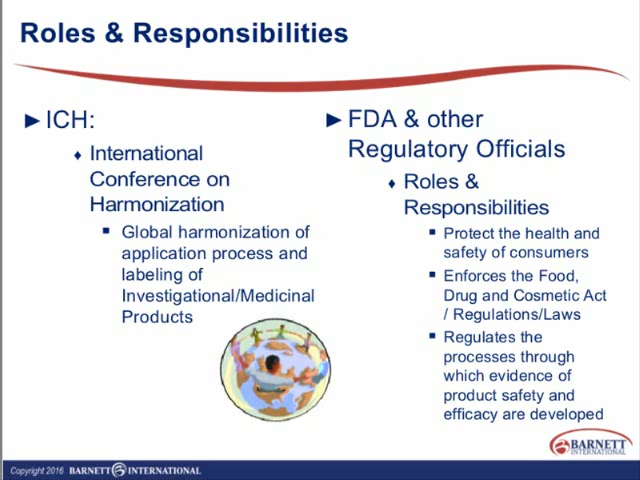 Roles & Responsibilities
►ICH:
♦ International
Conference on
Harmonization
▪ Global harmonization of
application process and
labeling of
Investigational/Medicinal
Products
►FDA & other
Regulatory Officials
♦ Roles &
Responsibilities
▪ Protect the health and
safety of consumers
▪ Enforces the Food,
Drug and Cosmetic Act
/ Regulations/Laws
▪ Regulates the
processes through
which evidence of
product safety and
efficacy are developed
BARNETT
INTERNATIONAL
Copyright 2016 BARNETT INTERNATIONAL